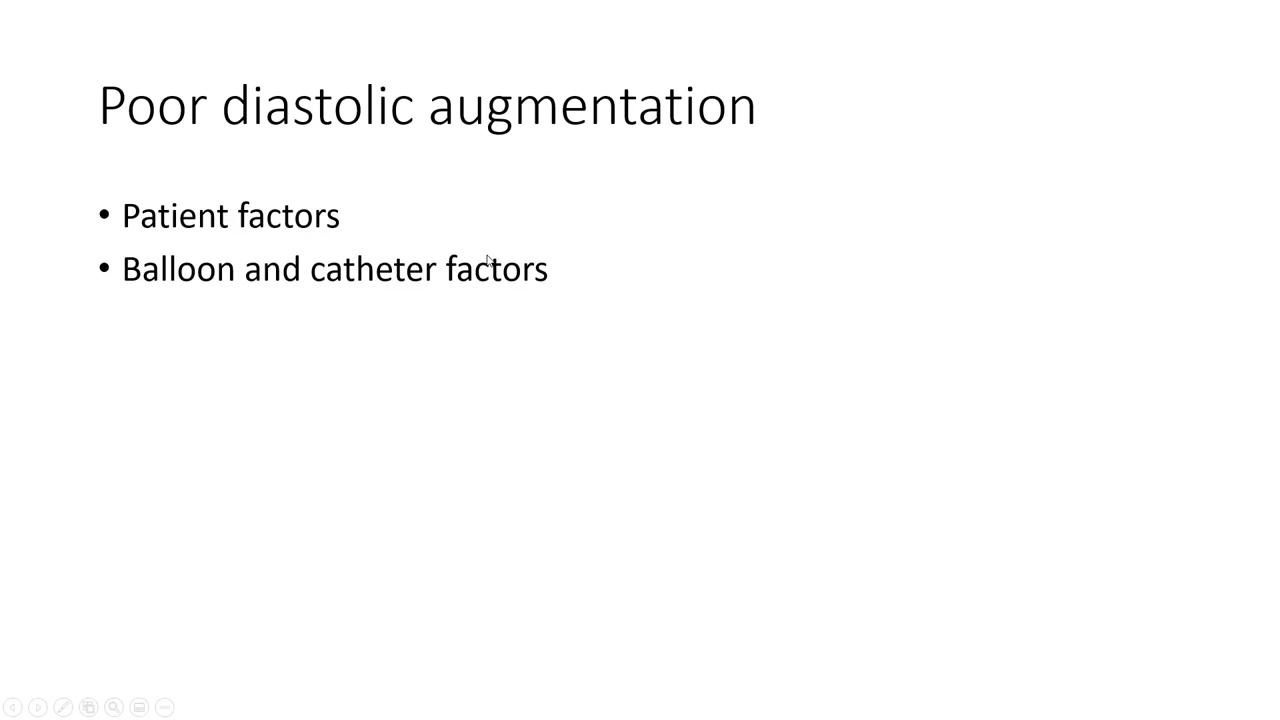 Poor diastolic augmentation
• Patient factors
• Balloon and catheter factors